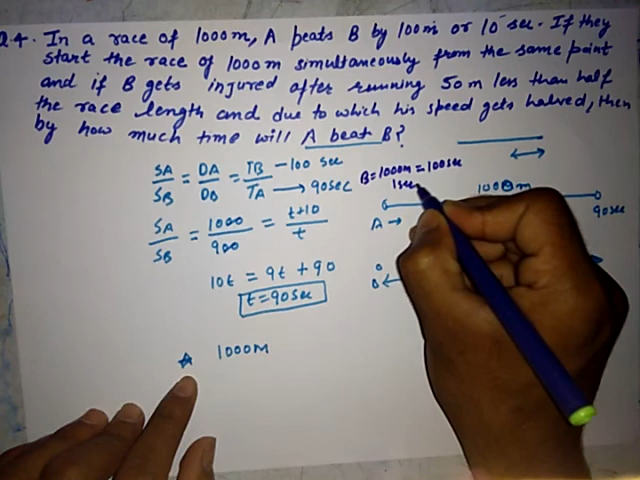 Q.4. In a race of 1000m, A beats B by 100m or 10 sec. If they
start the race of 1000m simultaneously from the same point
and if B gets injured after running 50m less than half
the race length and due to which his speed gets halved, then
by how much time will A beat B?
SA/SB = DA/DB = TB/TA - 100 sec → 90sec
B = 1000m = 100sec
1sec
1000m
90sec
SA/SB = 1000/900 = t+10/t
A →
10t = 9t + 90
t = 90sec
1000M